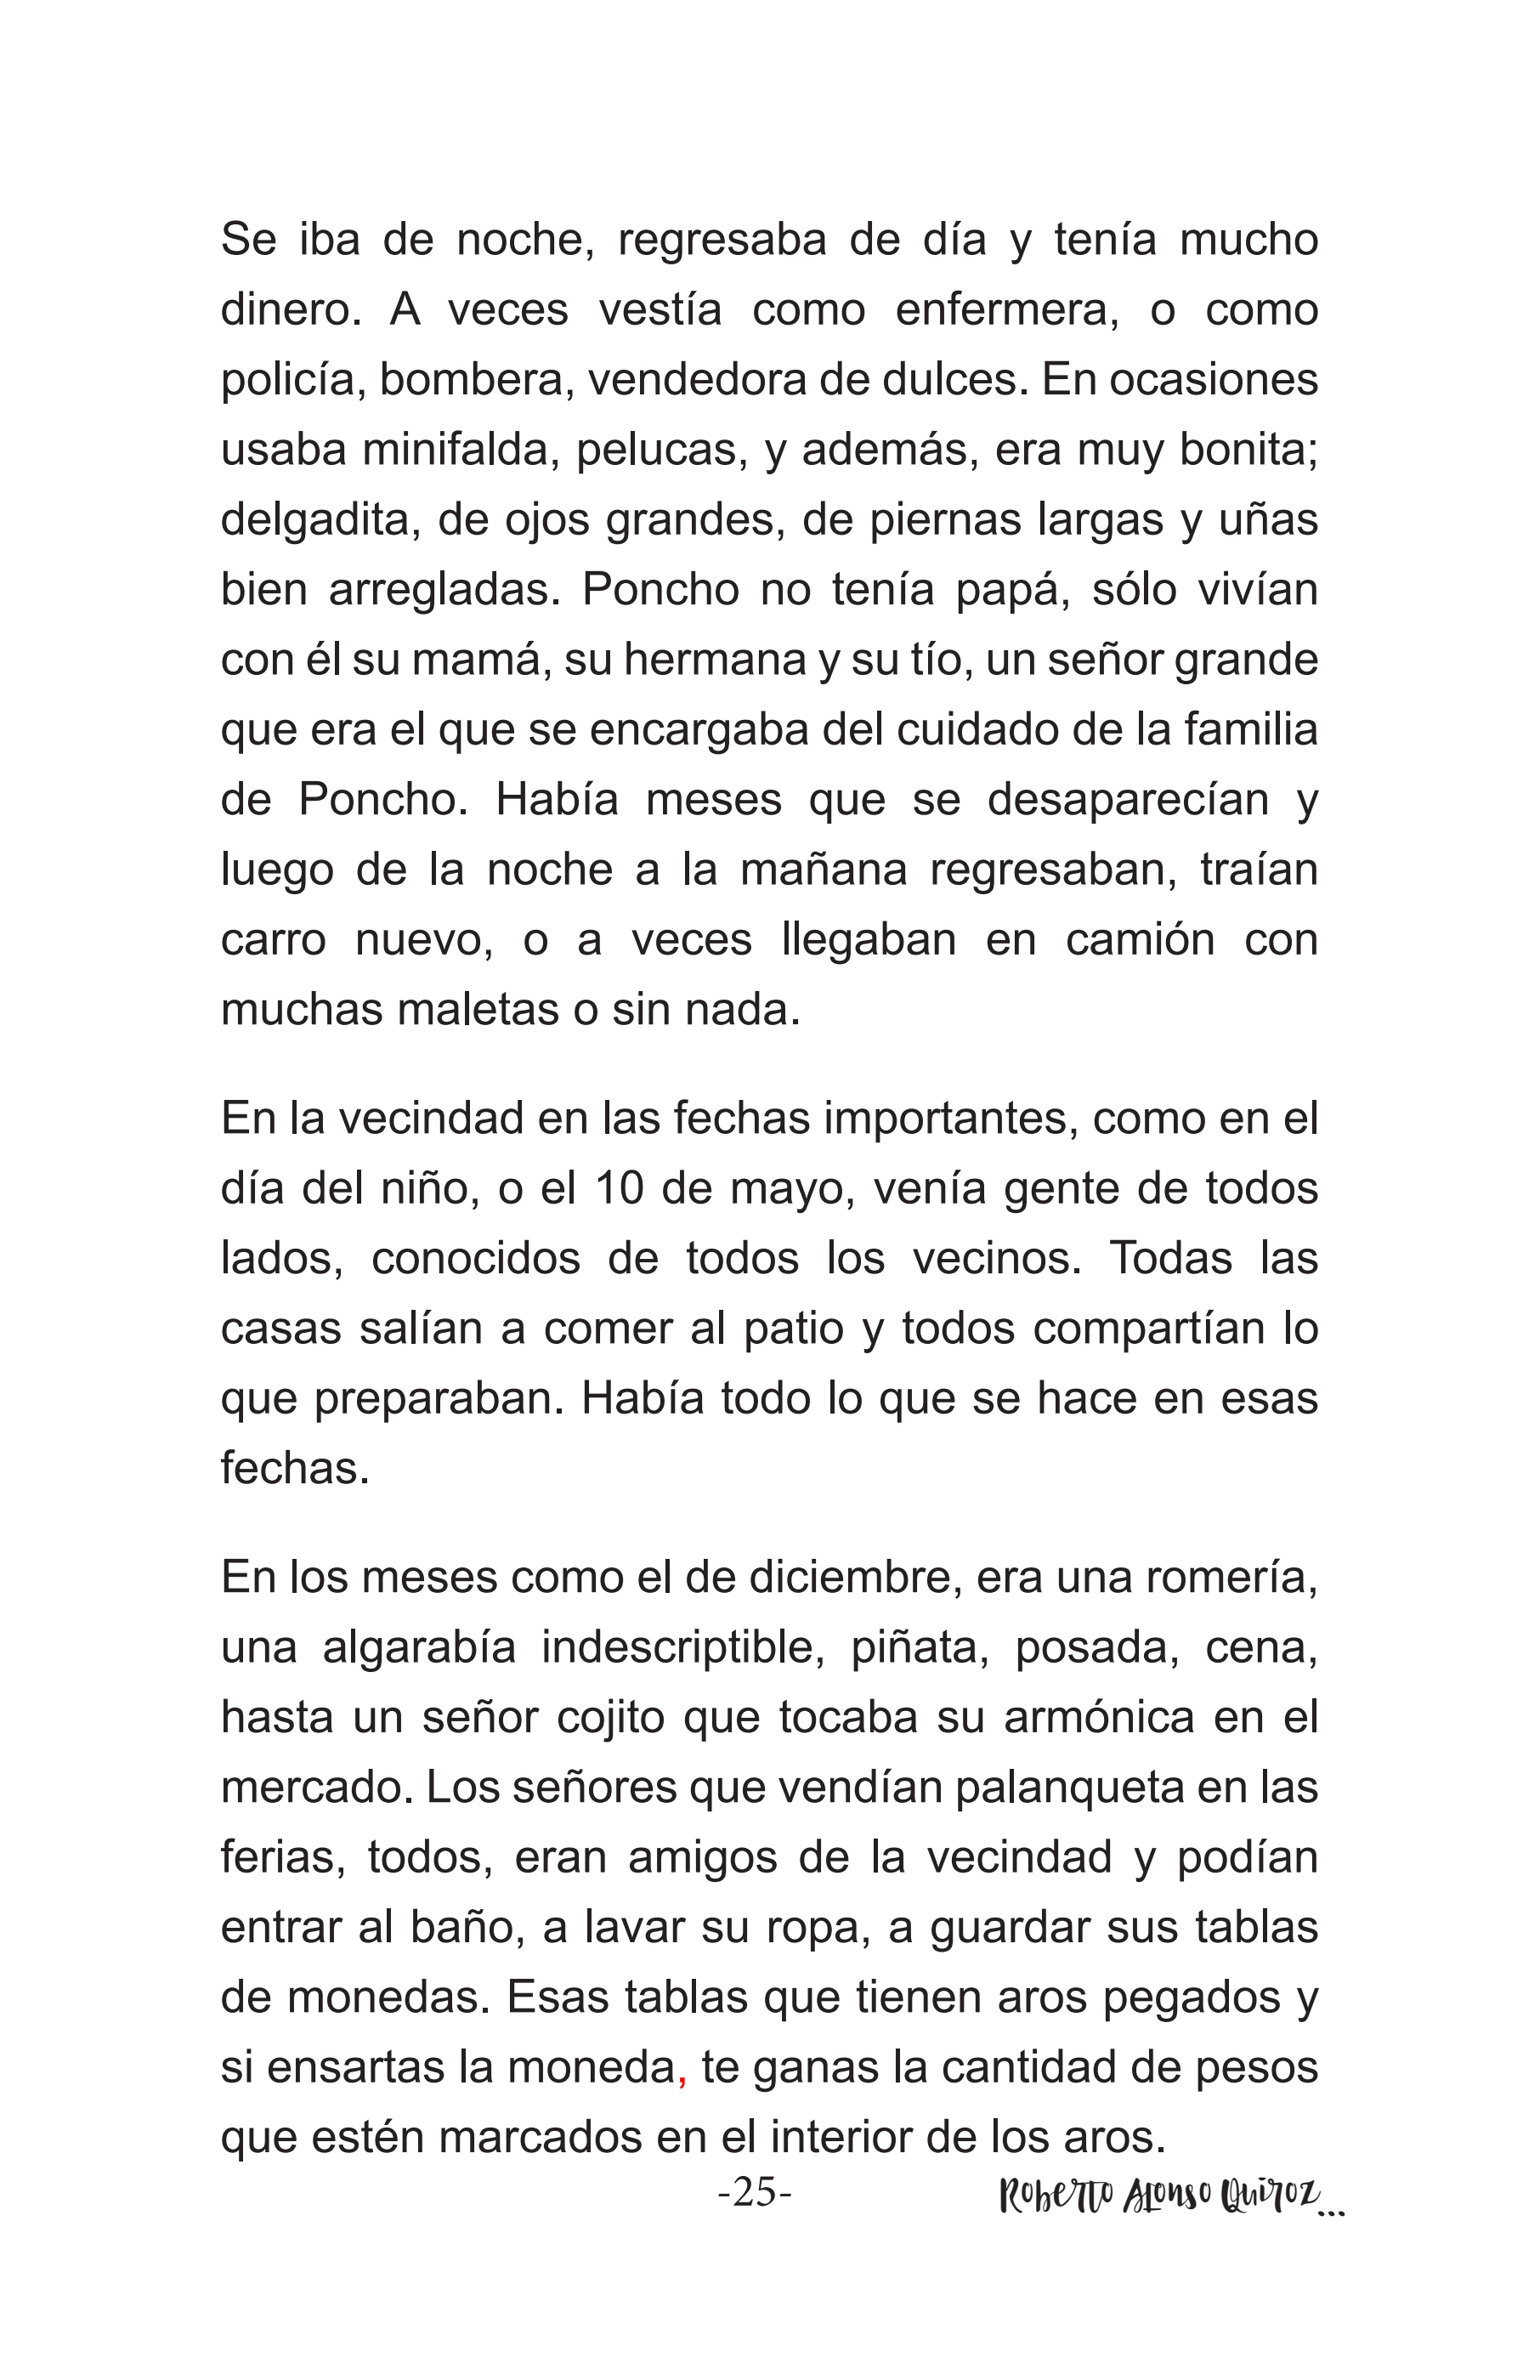 Se iba de noche, regresaba de día y tenía mucho
dinero. A veces vestía como enfermera, o como
policía, bombera, vendedora de dulces. En ocasiones
usaba minifalda, pelucas, y además, era muy bonita;
delgadita, de ojos grandes, de piernas largas y uñas
bien arregladas. Poncho no tenía papá, sólo vivían
con él su mamá, su hermana y su tío, un señor grande
que era el que se encargaba del cuidado de la familia
de Poncho. Había meses que se desaparecían y
luego de la noche a la mañana regresaban, traían
carro nuevo, o a veces llegaban en camión con
muchas maletas o sin nada.
En la vecindad en las fechas importantes, como en el
día del niño, o el 10 de mayo, venía gente de todos
lados, conocidos de todos los vecinos. Todas las
casas salían a comer al patio y todos compartían lo
que preparaban. Había todo lo que se hace en esas
fechas.
En los meses como el de diciembre, era una romería,
una algarabía indescriptible, piñata, posada, cena,
hasta un señor cojito que tocaba su armónica en el
mercado. Los señores que vendían palanqueta en las
ferias, todos, eran amigos de la vecindad y podían
entrar al baño, a lavar su ropa, a guardar sus tablas
de monedas. Esas tablas que tienen aros pegados y
si ensartas la moneda, te ganas la cantidad de pesos
que estén marcados en el interior de los aros.
-25- Roberto Alonso Quiroz...